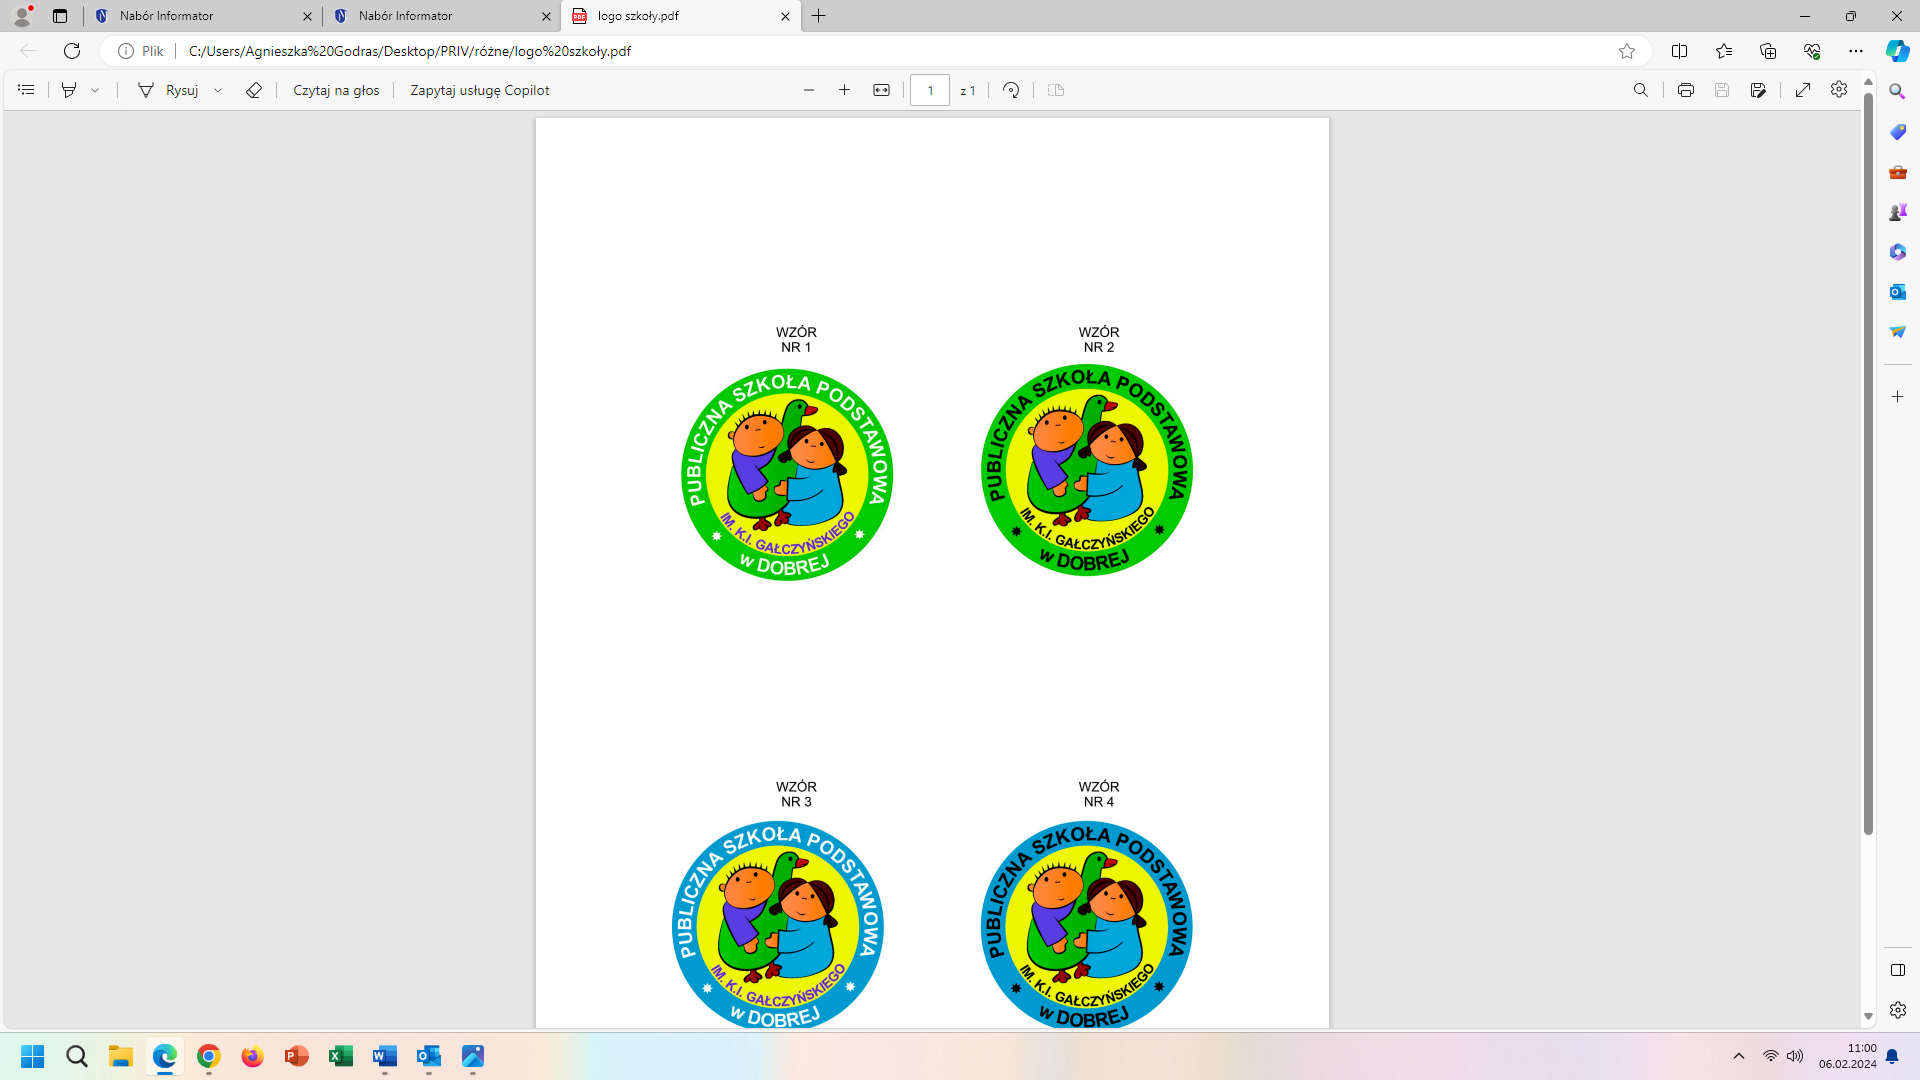 Nabór Informator
Nabór Informator
logo szkoły.pdf
Plik
C:/Users/Agnieszka%20Godras/Desktop/PRIV/różne/logo%20szkoły.pdf
Rysuj
Czytaj na głos
Zapytaj usługę Copilot
1
z 1
WZÓR
NR 1
PUBLICZNA SZKOŁA PODSTAWOWA
IM. K.I. GAŁCZYŃSKIEGO
w DOBREJ
WZÓR
NR 2
PUBLICZNA SZKOŁA PODSTAWOWA
IM. K.I. GAŁCZYŃSKIEGO
w DOBREJ
WZÓR
NR 3
PUBLICZNA SZKOŁA PODSTAWOWA
IM. K.I. GAŁCZYŃSKIEGO
w DOBREJ
WZÓR
NR 4
PUBLICZNA SZKOŁA PODSTAWOWA
IM. K.I. GAŁCZYŃSKIEGO
w DOBREJ
11:00
06.02.2024